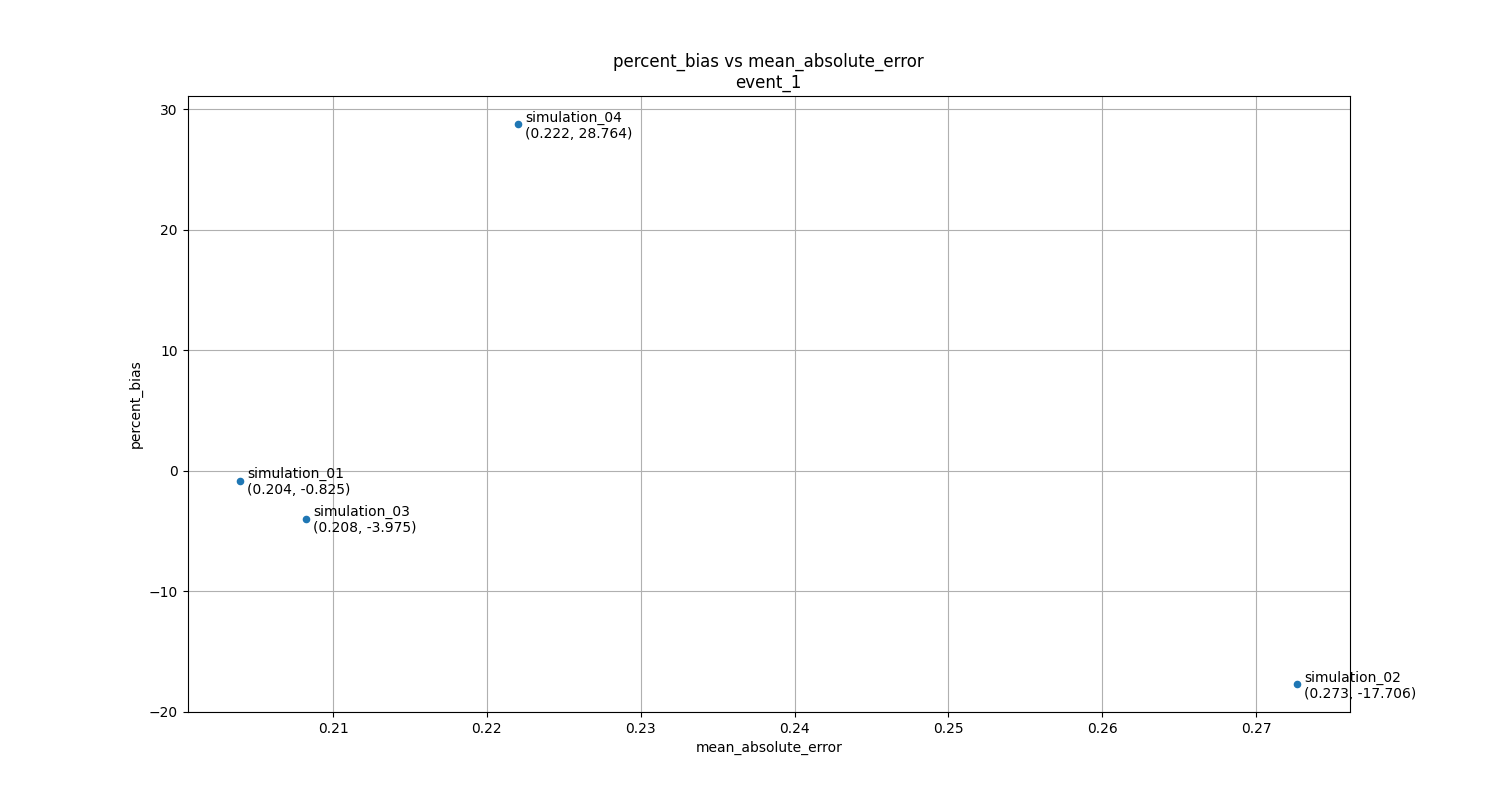 percent_bias vs mean_absolute_error
event_1
30
20
10
0
−10
−20
percent_bias
simulation_04
(0.222, 28.764)
simulation_01
(0.204, -0.825)
simulation_03
(0.208, -3.975)
simulation_02
(0.273, -17.706)
0.21
0.22
0.23
0.24
0.25
0.26
0.27
mean_absolute_error